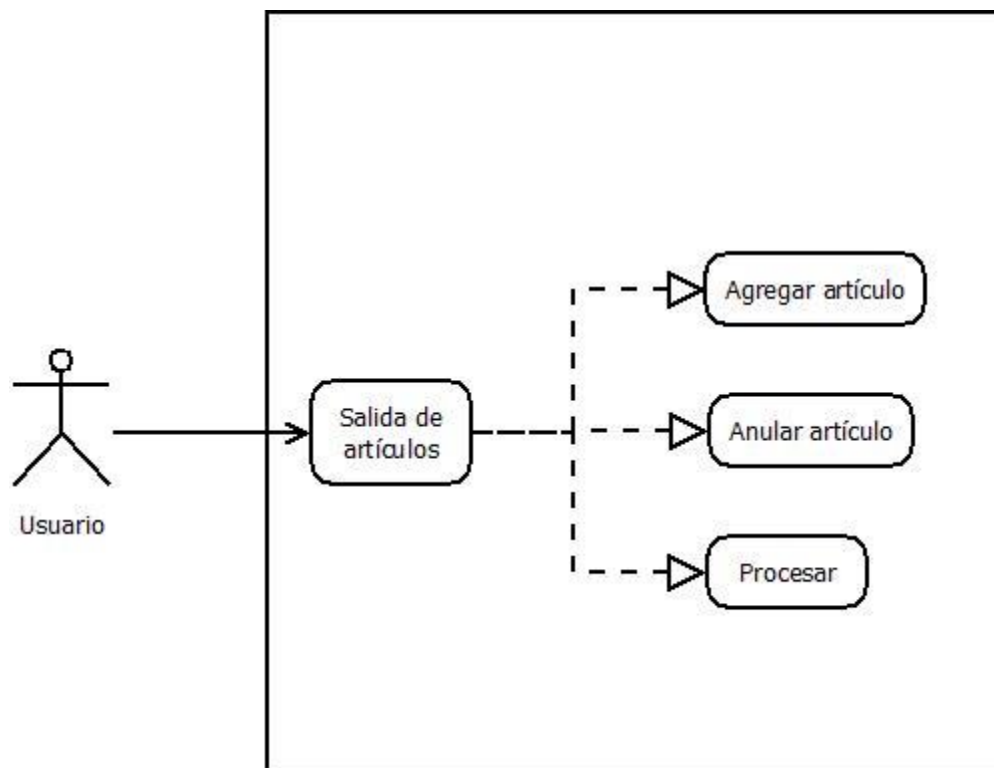 Agregar artículo
Salida de
artículos
Anular artículo
Usuario
Procesar